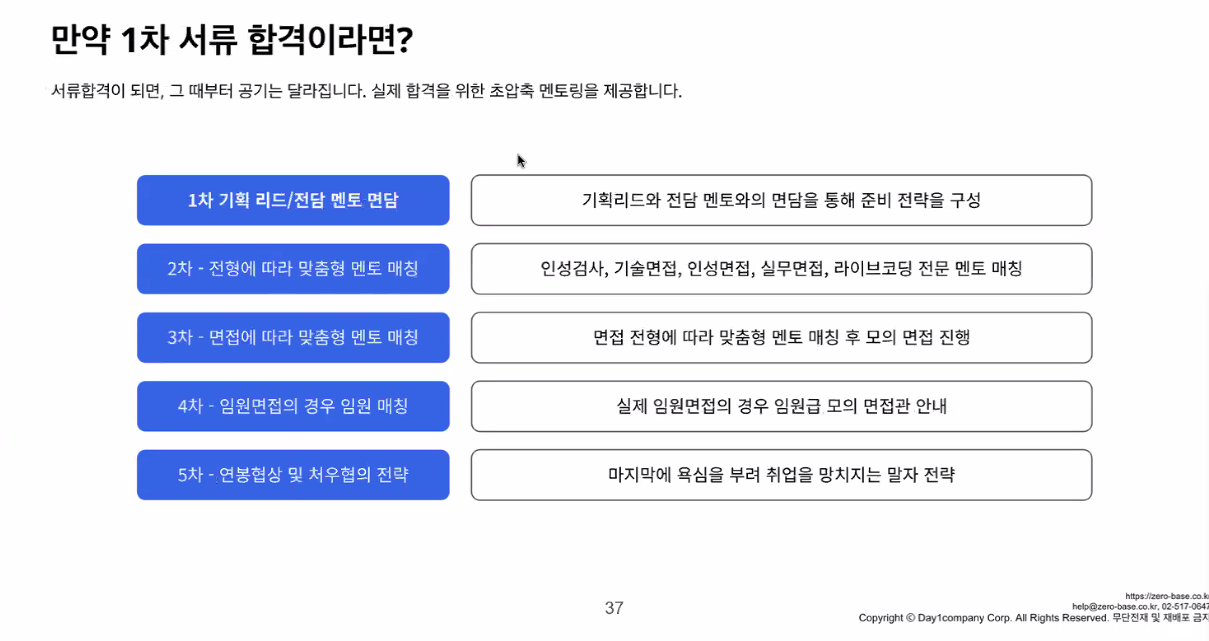 만약 1차 서류 합격이라면?
서류합격이 되면, 그 때부터 공기는 달라집니다. 실제 합격을 위한 초압축 멘토링을 제공합니다.
1차 기획 리드/전담 멘토 면담
기획리드와 전담 멘토와의 면담을 통해 준비 전략을 구성
2차 - 전형에 따라 맞춤형 멘토 매칭
인성검사, 기술면접, 인성면접, 실무면접, 라이브코딩 전문 멘토 매칭
3차 - 면접에 따라 맞춤형 멘토 매칭
면접 전형에 따라 맞춤형 멘토 매칭 후 모의 면접 진행
4차 - 임원면접의 경우 임원 매칭
실제 임원면접의 경우 임원급 모의 면접관 안내
5차 - 연봉협상 및 처우협의 전략
마지막에 욕심을 부려 취업을 망치지는 말자 전략
37
https://zero-base.co.k
help@zero-base.co.kr, 02-517-0647
Copyright ⓒ Day1company Corp. All Rights Reserved. 무단전재 및 재배포 금지